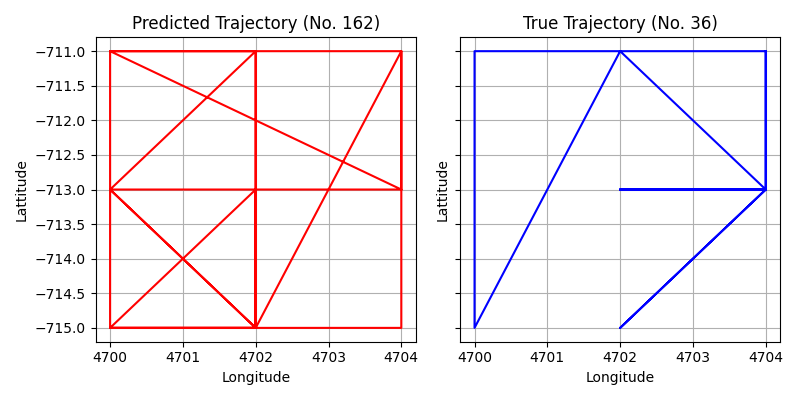 Predicted Trajectory (No. 162)
True Trajectory (No. 36)
Lattitude
−711.0
−711.5
−712.0
−712.5
−713.0
−713.5
−714.0
−714.5
−715.0
4700 4701 4702 4703 4704
Longitude
Lattitude
4700 4701 4702 4703 4704
Longitude